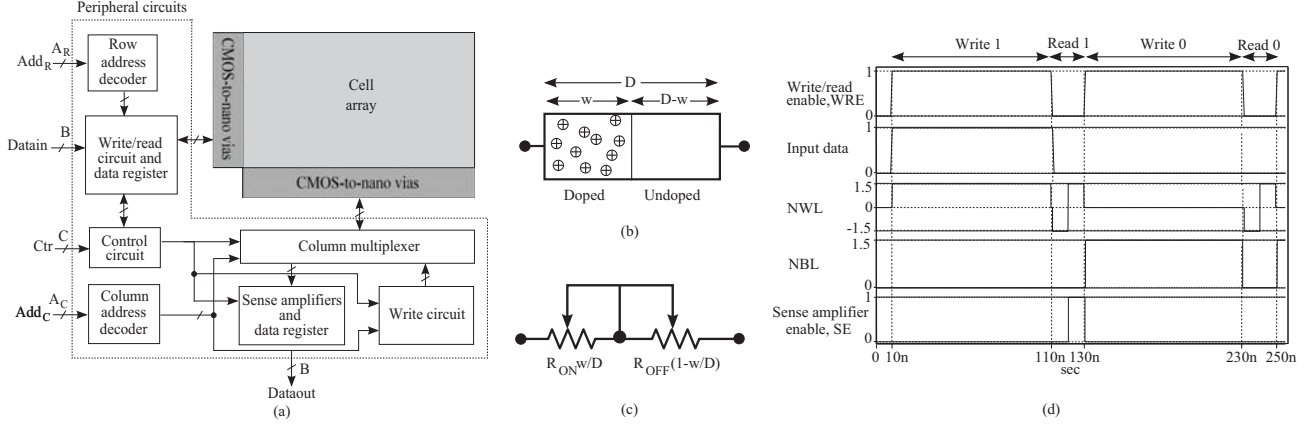 Peripheral circuits
A_R
Add_R
Row
address
decoder
CMOS-to-nano vias
Cell
array
B
Datain
Write/read
circuit and
data register
CMOS-to-nano vias
C
Ctr
Control
circuit
Column multiplexer
A_C
Add_C
Column
address
decoder
Sense amplifiers
and
data register
Write circuit
B
Dataout
(a)
D
w
D-w
Doped
Undoped
(b)
R_ON w/D
R_OFF(1-w/D)
(c)
Write 1
Read 1
Write 0
Read 0
Write/read
enable,WRE
1
0
Input data
1
0
NWL
1.5
0
-1.5
NBL
1.5
0
Sense amplifier
enable, SE
1
0
0 10n 110n 130n 230n 250n
sec
(d)